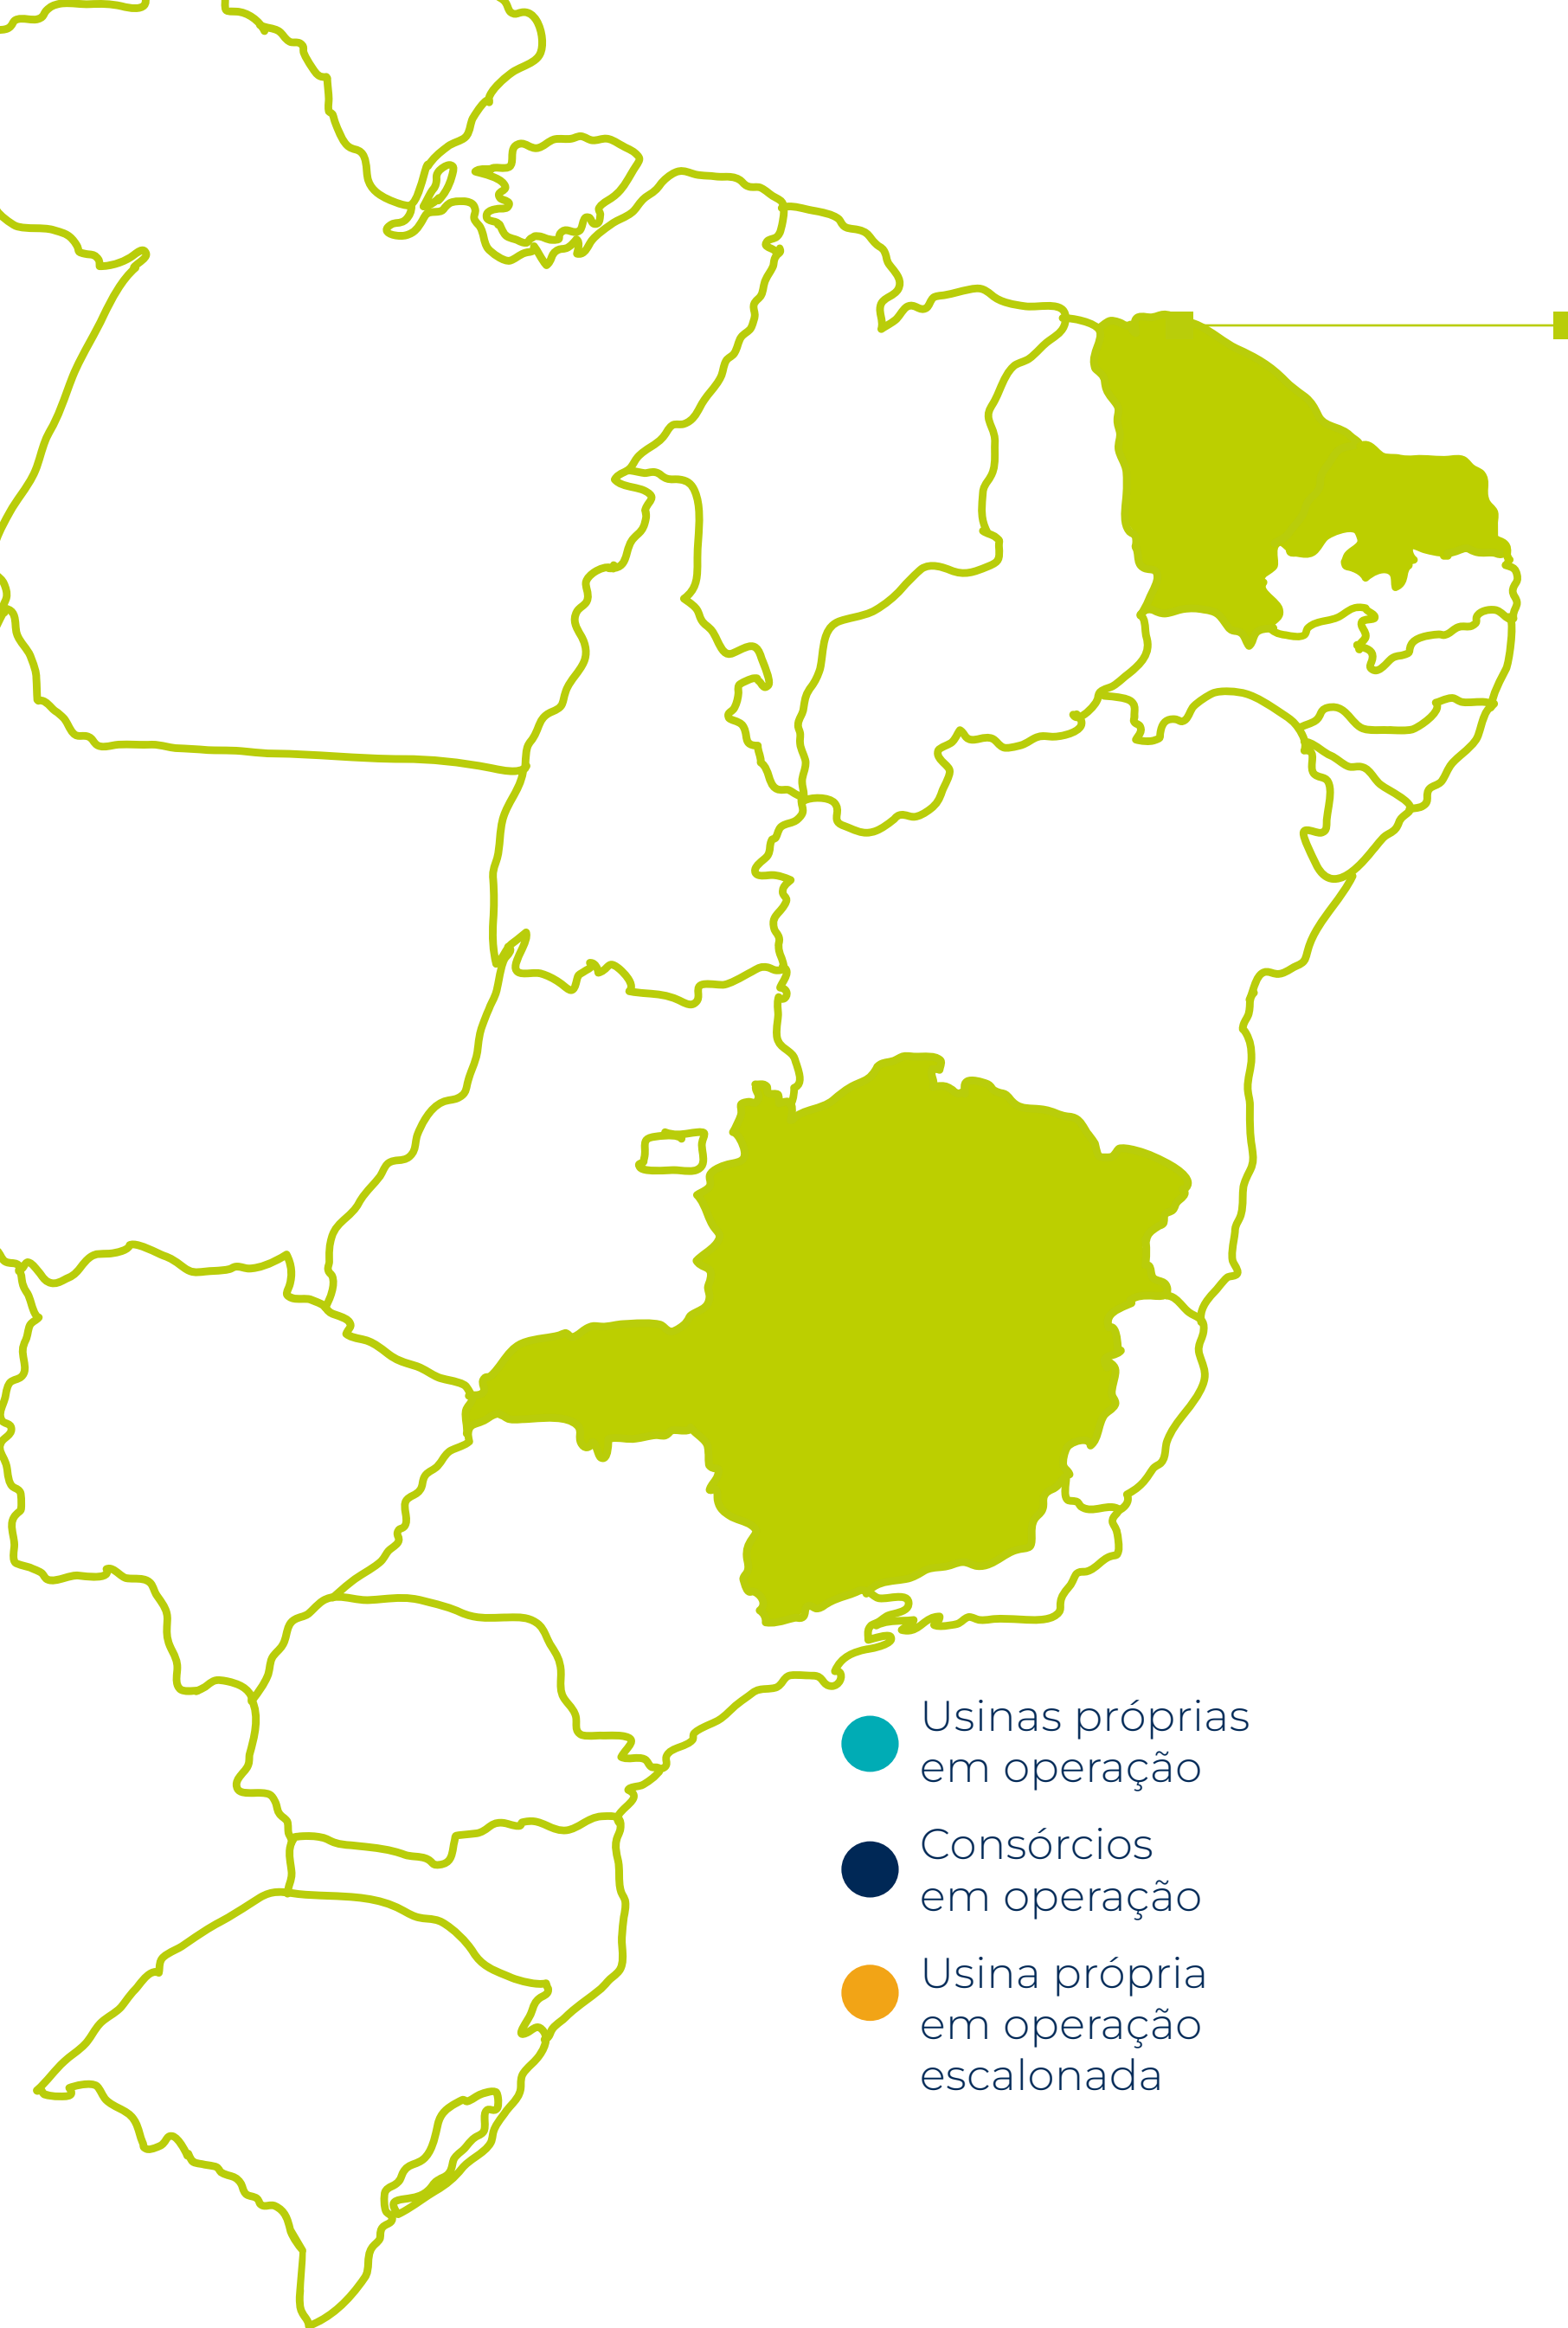 Usinas próprias
em operação
Consórcios
em operação
Usina própria
em operação
escalonada